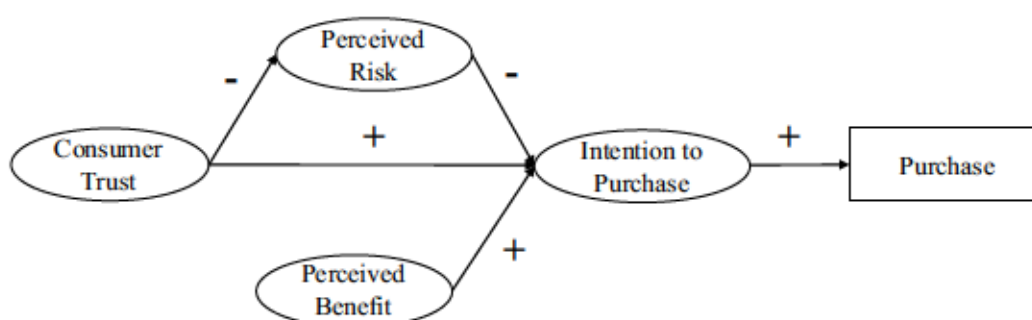 Perceived
Risk
-
-
+
Consumer
Trust
Intention to
Purchase
+
Purchase
+
Perceived
Benefit